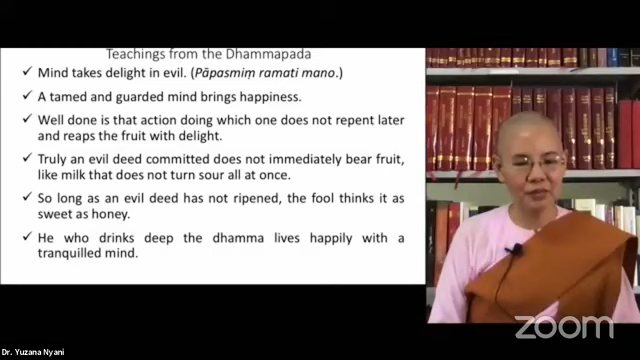 Teachings from the Dhammapada
✓ Mind takes delight in evil. (Pāpasmiṃ ramati mano.)
✓ A tamed and guarded mind brings happiness.
✓ Well done is that action doing which one does not repent later
and reaps the fruit with delight.
✓ Truly an evil deed committed does not immediately bear fruit,
like milk that does not turn sour all at once.
✓ So long as an evil deed has not ripened, the fool thinks it as
sweet as honey.
✓ He who drinks deep the dhamma lives happily with a
tranquilled mind.
zoom
Dr. Yuzana Nyani